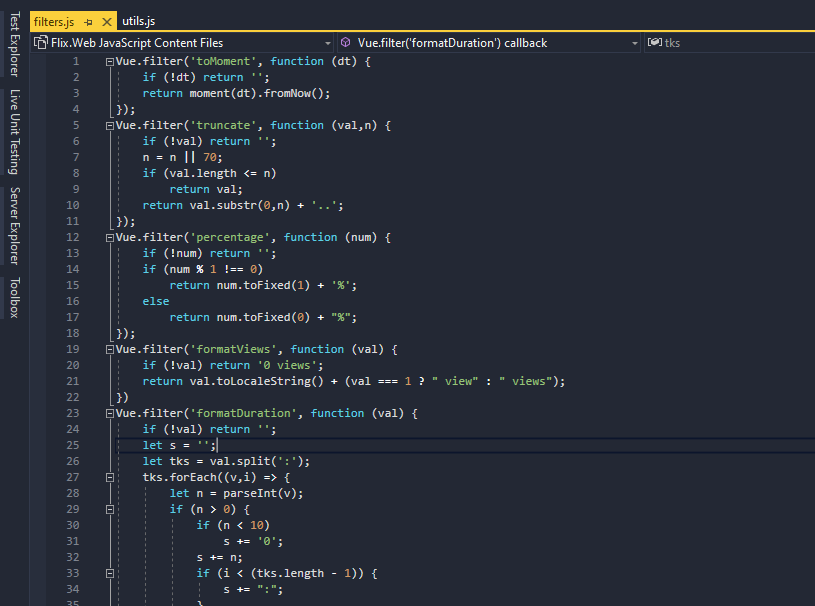 filters.js
utils.js
Flix.Web JavaScript Content Files
Vue.filter('formatDuration') callback
tks
Test Explorer
Live Unit Testing
Server Explorer
Toolbox
1 Vue.filter('toMoment', function (dt) {
2 if (!dt) return '';
3 return moment(dt).fromNow();
4 });
5 Vue.filter('truncate', function (val,n) {
6 if (!val) return '';
7 n = n || 70;
8 if (val.length <= n)
9 return val;
10 return val.substr(0,n) + '..';
11 });
12 Vue.filter('percentage', function (num) {
13 if (!num) return '';
14 if (num % 1 !== 0)
15 return num.toFixed(1) + '%';
16 else
17 return num.toFixed(0) + "%";
18 });
19 Vue.filter('formatViews', function (val) {
20 if (!val) return '0 views';
21 return val.toLocaleString() + (val === 1 ? " view" : " views");
22 })
23 Vue.filter('formatDuration', function (val) {
24 if (!val) return '';
25 let s = '';
26 let tks = val.split(':');
27 tks.forEach((v,i) => {
28 let n = parseInt(v);
29 if (n > 0) {
30 if (n < 10)
31 s += '0';
32 s += n;
33 if (i < (tks.length - 1)) {
34 s += ":";
35 }